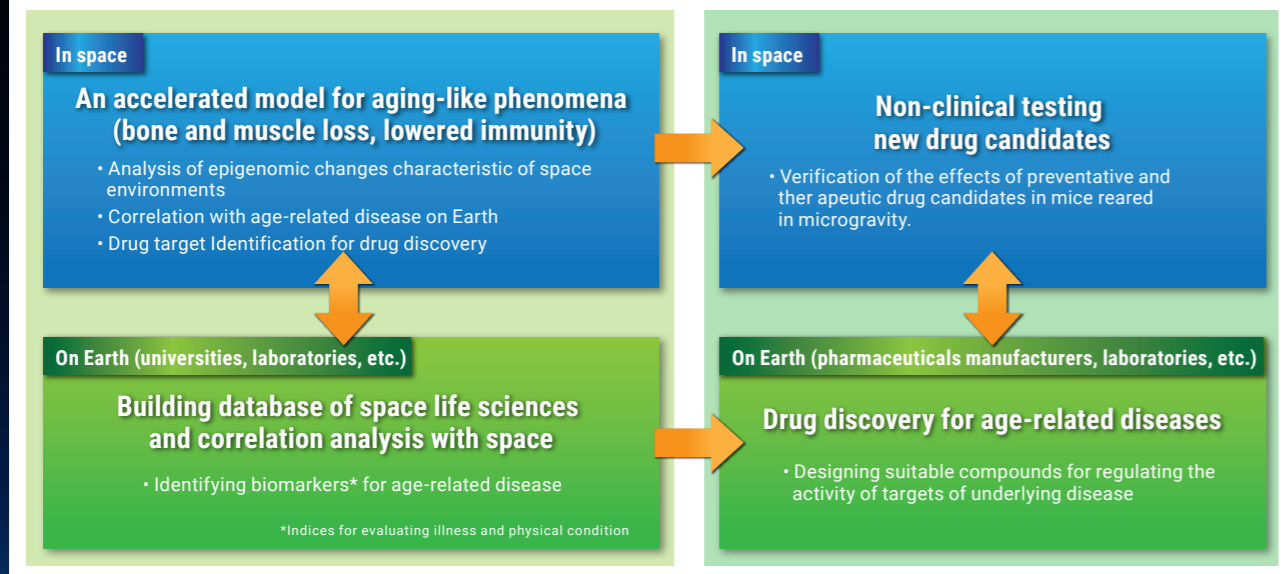 In space
An accelerated model for aging-like phenomena
(bone and muscle loss, lowered immunity)
• Analysis of epigenomic changes characteristic of space
environments
• Correlation with age-related disease on Earth
• Drug target Identification for drug discovery
In space
Non-clinical testing
new drug candidates
• Verification of the effects of preventative and
ther apeutic drug candidates in mice reared
in microgravity.
On Earth (universities, laboratories, etc.)
Building database of space life sciences
and correlation analysis with space
• Identifying biomarkers* for age-related disease
*Indices for evaluating illness and physical condition
On Earth (pharmaceuticals manufacturers, laboratories, etc.)
Drug discovery for age-related diseases
• Designing suitable compounds for regulating the
activity of targets of underlying disease